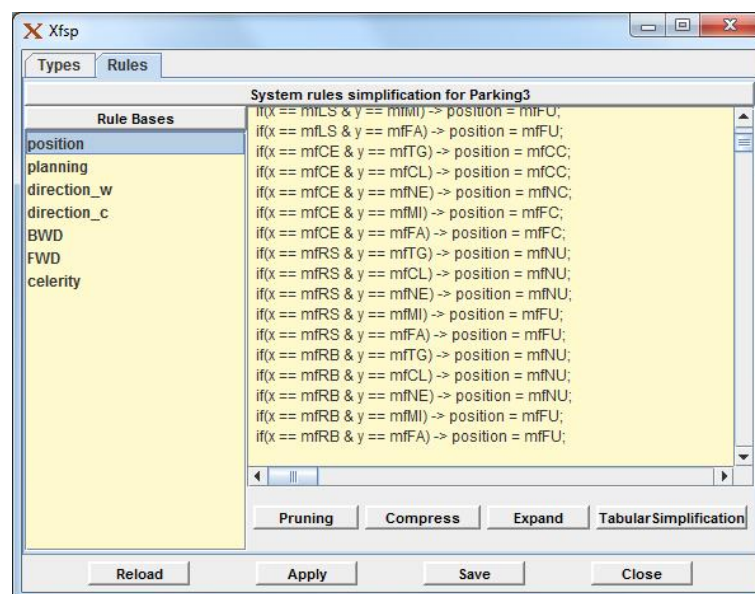 Xfsp
Types Rules
System rules simplification for Parking3
Rule Bases
position
planning
direction_w
direction_c
BWD
FWD
celerity
if(x == mfLS & y == mfMI) -> position = mfFU;
if(x == mfLS & y == mfFA) -> position = mfFU;
if(x == mfCE & y == mfTG) -> position = mfCC;
if(x == mfCE & y == mfCL) -> position = mfCC;
if(x == mfCE & y == mfNE) -> position = mfNC;
if(x == mfCE & y == mfMI) -> position = mfFC;
if(x == mfCE & y == mfFA) -> position = mfFC;
if(x == mfRS & y == mfTG) -> position = mfNU;
if(x == mfRS & y == mfCL) -> position = mfNU;
if(x == mfRS & y == mfNE) -> position = mfNU;
if(x == mfRS & y == mfMI) -> position = mfFU;
if(x == mfRS & y == mfFA) -> position = mfFU;
if(x == mfRB & y == mfTG) -> position = mfNU;
if(x == mfRB & y == mfCL) -> position = mfNU;
if(x == mfRB & y == mfNE) -> position = mfNU;
if(x == mfRB & y == mfMI) -> position = mfFU;
if(x == mfRB & y == mfFA) -> position = mfFU;
Pruning Compress Expand TabularSimplification
Reload Apply Save Close